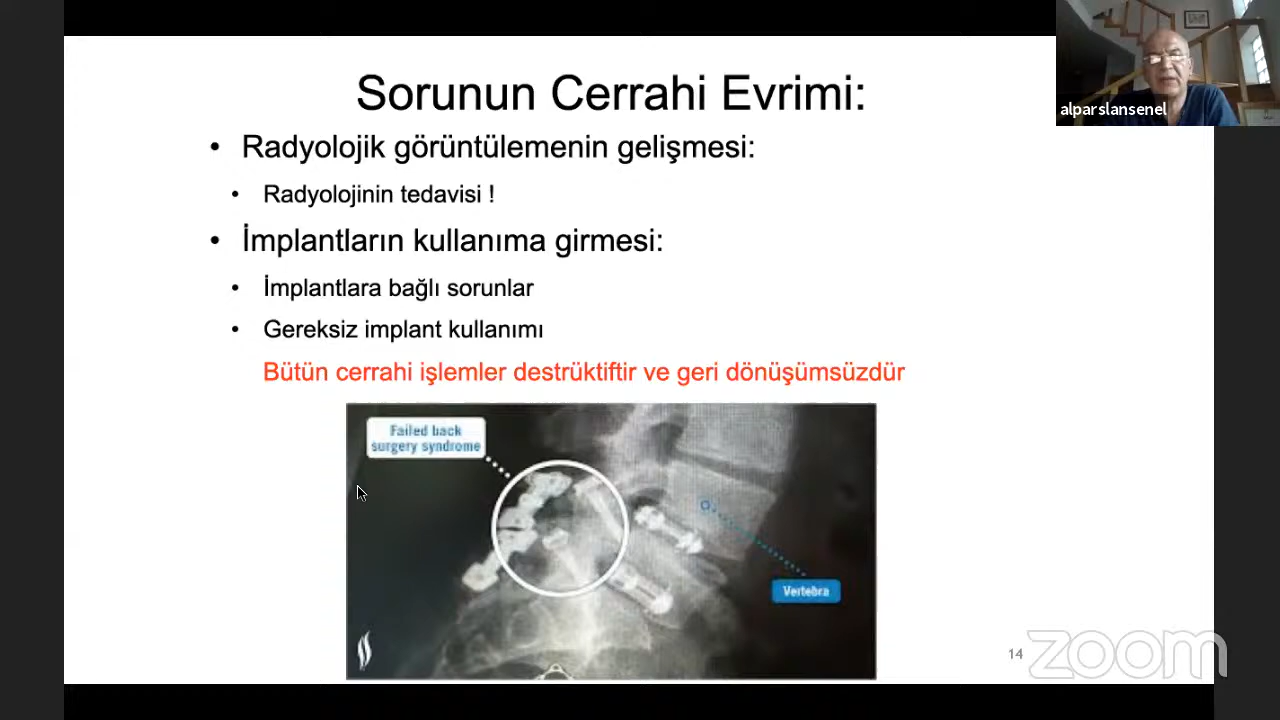 Sorunun Cerrahi Evrimi:
alparslansenel
• Radyolojik görüntülemenin gelişmesi:
• Radyolojinin tedavisi !
• İmplantların kullanıma girmesi:
• İmplantlara bağlı sorunlar
• Gereksiz implant kullanımı
Bütün cerrahi işlemler destrüktiftir ve geri dönüşümsüzdür
Failed back
surgery syndrome
Vertebra
14
zoom